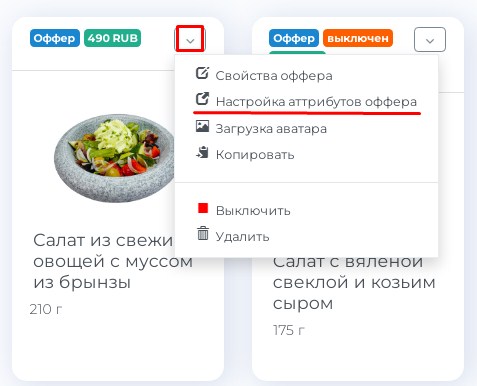 Оффер 490 RUB
Оффер выключен
Свойства оффера
Настройка аттрибутов оффера
Загрузка аватара
Копировать
Выключить
Удалить
Салат из свежи
овощей с муссом
из брынзы
210 г
Салат с вяленой
свеклой и козьим
сыром
175 г